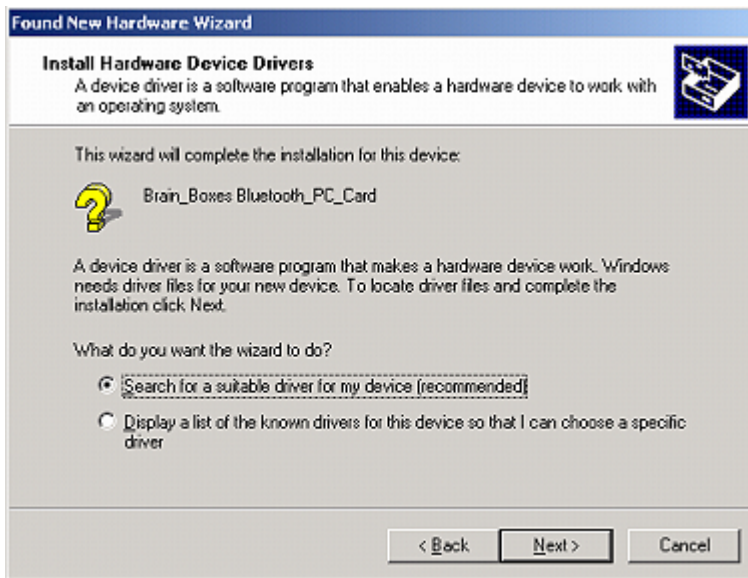 Found New Hardware Wizard
Install Hardware Device Drivers
A device driver is a software program that enables a hardware device to work with
an operating system.
This wizard will complete the installation for this device:
Brain_Boxes Bluetooth_PC_Card
A device driver is a software program that makes a hardware device work. Windows
needs driver files for your new device. To locate driver files and complete the
installation click Next.
What do you want the wizard to do?
Search for a suitable driver for my device (recommended)
Display a list of the known drivers for this device so that I can choose a specific
driver
< Back
Next >
Cancel